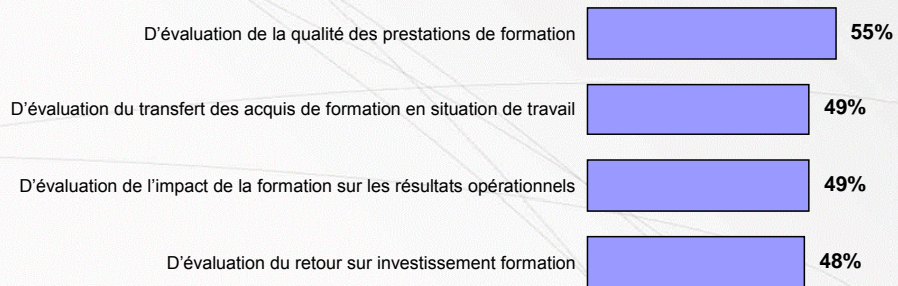 D’évaluation de la qualité des prestations de formation 55%
D’évaluation du transfert des acquis de formation en situation de travail 49%
D’évaluation de l’impact de la formation sur les résultats opérationnels 49%
D’évaluation du retour sur investissement formation 48%